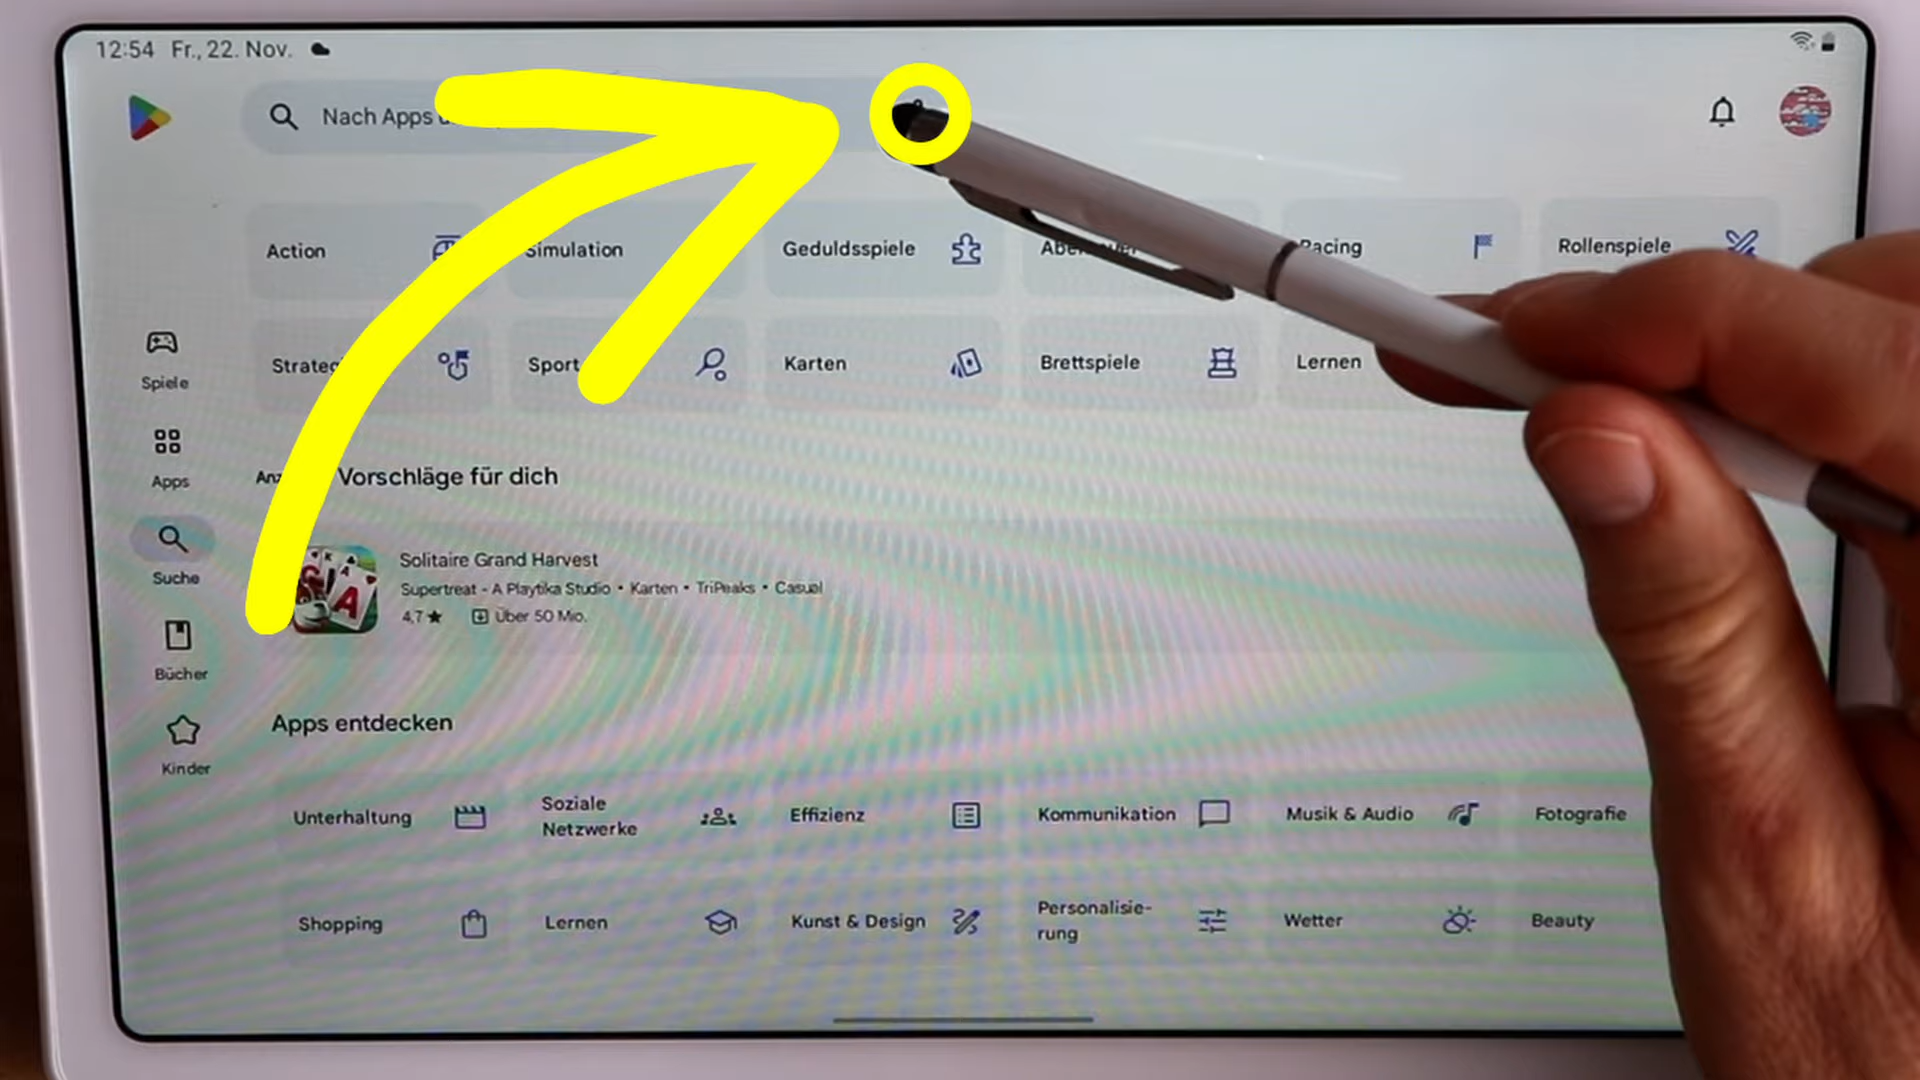 12:54 Fr., 22. Nov.
Nach Apps
Action
Simulation
Geduldsspiele
Racing
Rollenspiele
Sport
Karten
Brettspiele
Lernen
Spiele
Apps
Suche
Bücher
Kinder
Vorschläge für dich
Solitaire Grand Harvest
Supertreat - A Playtika Studio • Karten • TriPeaks • Casual
4,7★ Über 50 Mio.
Apps entdecken
Unterhaltung
Soziale
Netzwerke
Effizienz
Kommunikation
Musik & Audio
Fotografie
Shopping
Lernen
Kunst & Design
Personalisie-
rung
Wetter
Beauty